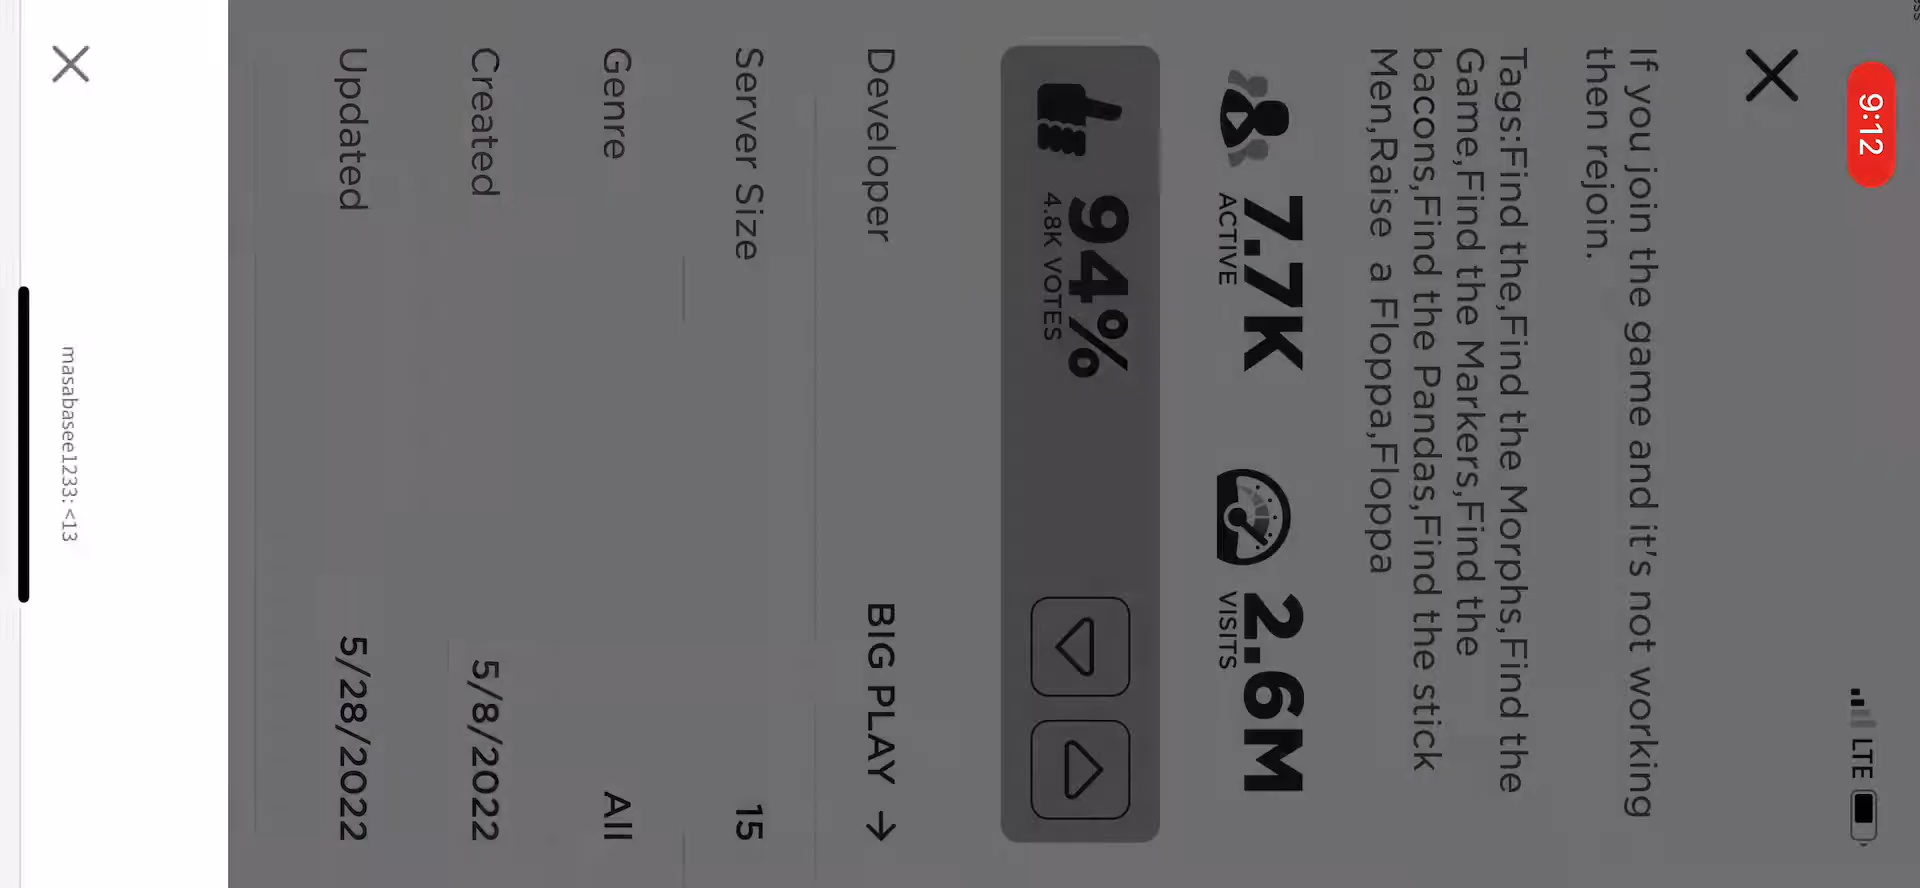 9:12
LTE
If you join the game and it's not working
then rejoin.
Tags:Find the,Find the Morphs,Find the
Game,Find the Markers,Find the
bacons,Find the Pandas,Find the stick
Men,Raise a Floppa,Floppa
7.7K
ACTIVE
2.6M
VISITS
94%
4.8K VOTES
Developer BIG PLAY →
Server Size 15
Genre All
Created 5/8/2022
Updated 5/28/2022
masabasee1233: <13